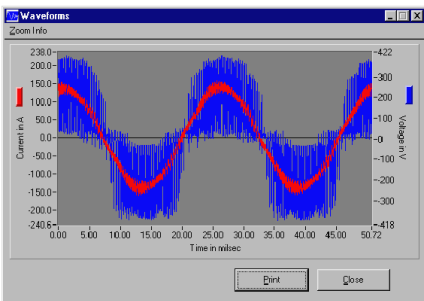 Waveforms
Zoom Info
238.0
200.0
150.0
100.0
50.0
0.0
-50.0
-100.0
-150.0
-200.0
-240.6
Current in A
422
300
200
100
-0
-100
-200
-300
-418
Voltage in V
0.00 5.00 10.00 15.00 20.00 25.00 30.00 35.00 40.00 45.00 50.72
Time in milsec
Print Close